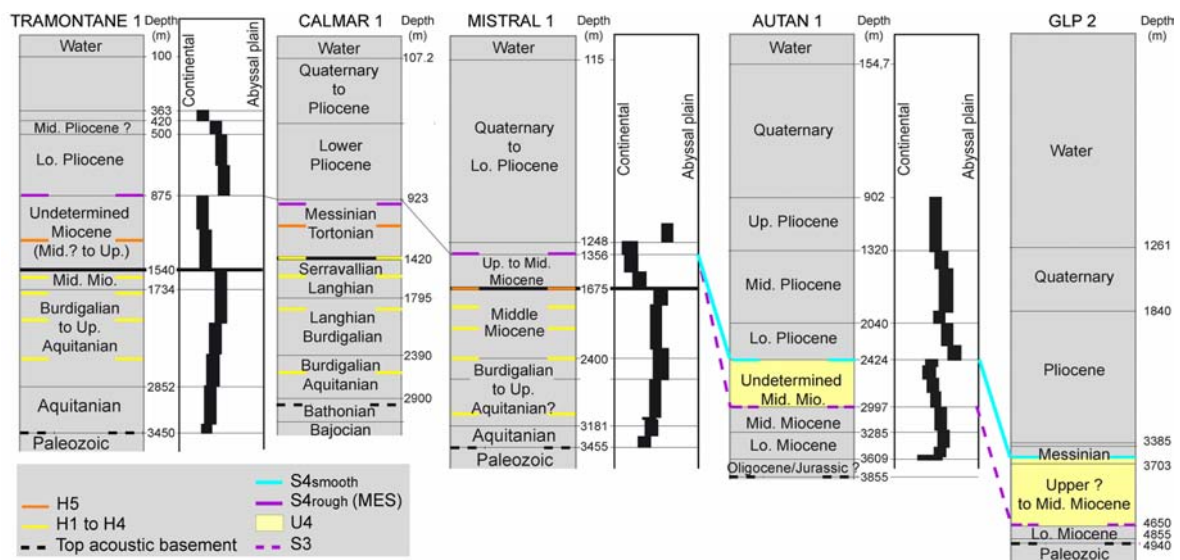 TRAMONTANE 1
Depth
(m)
Water
100
363
Mid. Pliocene ?
420
500
Lo. Pliocene
875
Undetermined
Miocene
(Mid.? to Up.)
1540
Mid. Mio.
1734
Burdigalian
to Up.
Aquitanian
2852
Aquitanian
3450
Paleozoic
Continental
Abyssal plain
CALMAR 1
Depth
(m)
Water
107.2
Quaternary
to
Pliocene
Lower
Pliocene
923
Messinian
Tortonian
1420
Serravallian
Langhian
1795
Langhian
Burdigalian
2390
Burdigalian
Aquitanian
2900
Bathonian
Bajocian
MISTRAL 1
Depth
(m)
Water
115
Quaternary
to
Lo. Pliocene
1248
1356
Up. to Mid.
Miocene
1675
Middle
Miocene
2400
Burdigalian
to Up.
Aquitanian?
3181
Aquitanian
3455
Paleozoic
Continental
Abyssal plain
AUTAN 1
Depth
(m)
Water
154,7
Quaternary
902
Up. Pliocene
1320
Mid. Pliocene
2040
Lo. Pliocene
2424
Undetermined
Mid. Mio.
2997
Mid. Miocene
3285
Lo. Miocene
3609
Oligocene/Jurassic ?
3855
Continental
Abyssal plain
GLP 2
Depth
(m)
Water
1261
Quaternary
1840
Pliocene
3385
Messinian
3703
Upper ?
to Mid. Miocene
4650
Lo. Miocene
4855
4940
Paleozoic
H5
H1 to H4
Top acoustic basement
S4smooth
S4rough (MES)
U4
S3